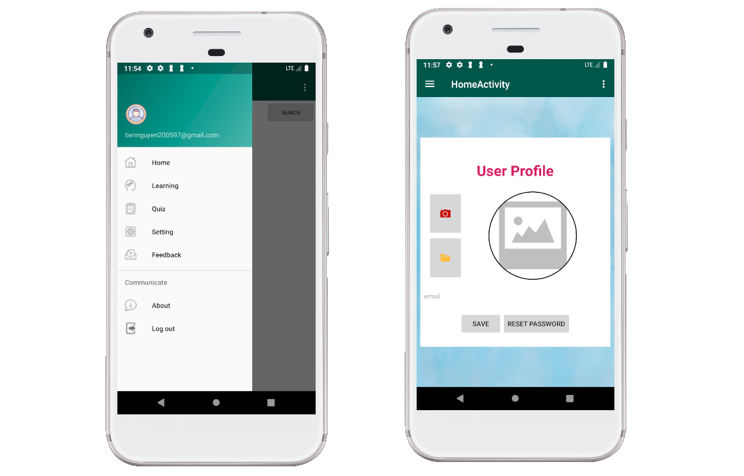 11:54
LTE
SEARCH
tiennguyen200597@gmail.com
Home
Learning
Quiz
Setting
Feedback
Communicate
About
Log out
11:57
LTE
HomeActivity
User Profile
email
SAVE
RESET PASSWORD